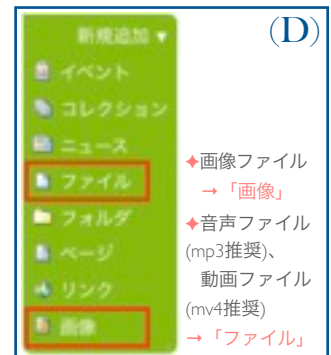 (D)
新規追加 ▼
イベント
コレクション
ニュース
ファイル
フォルダ
ページ
リンク
画像
✦画像ファイル
→「画像」
✦音声ファイル
(mp3推奨)、
動画ファイル
(mv4推奨)
→「ファイル」